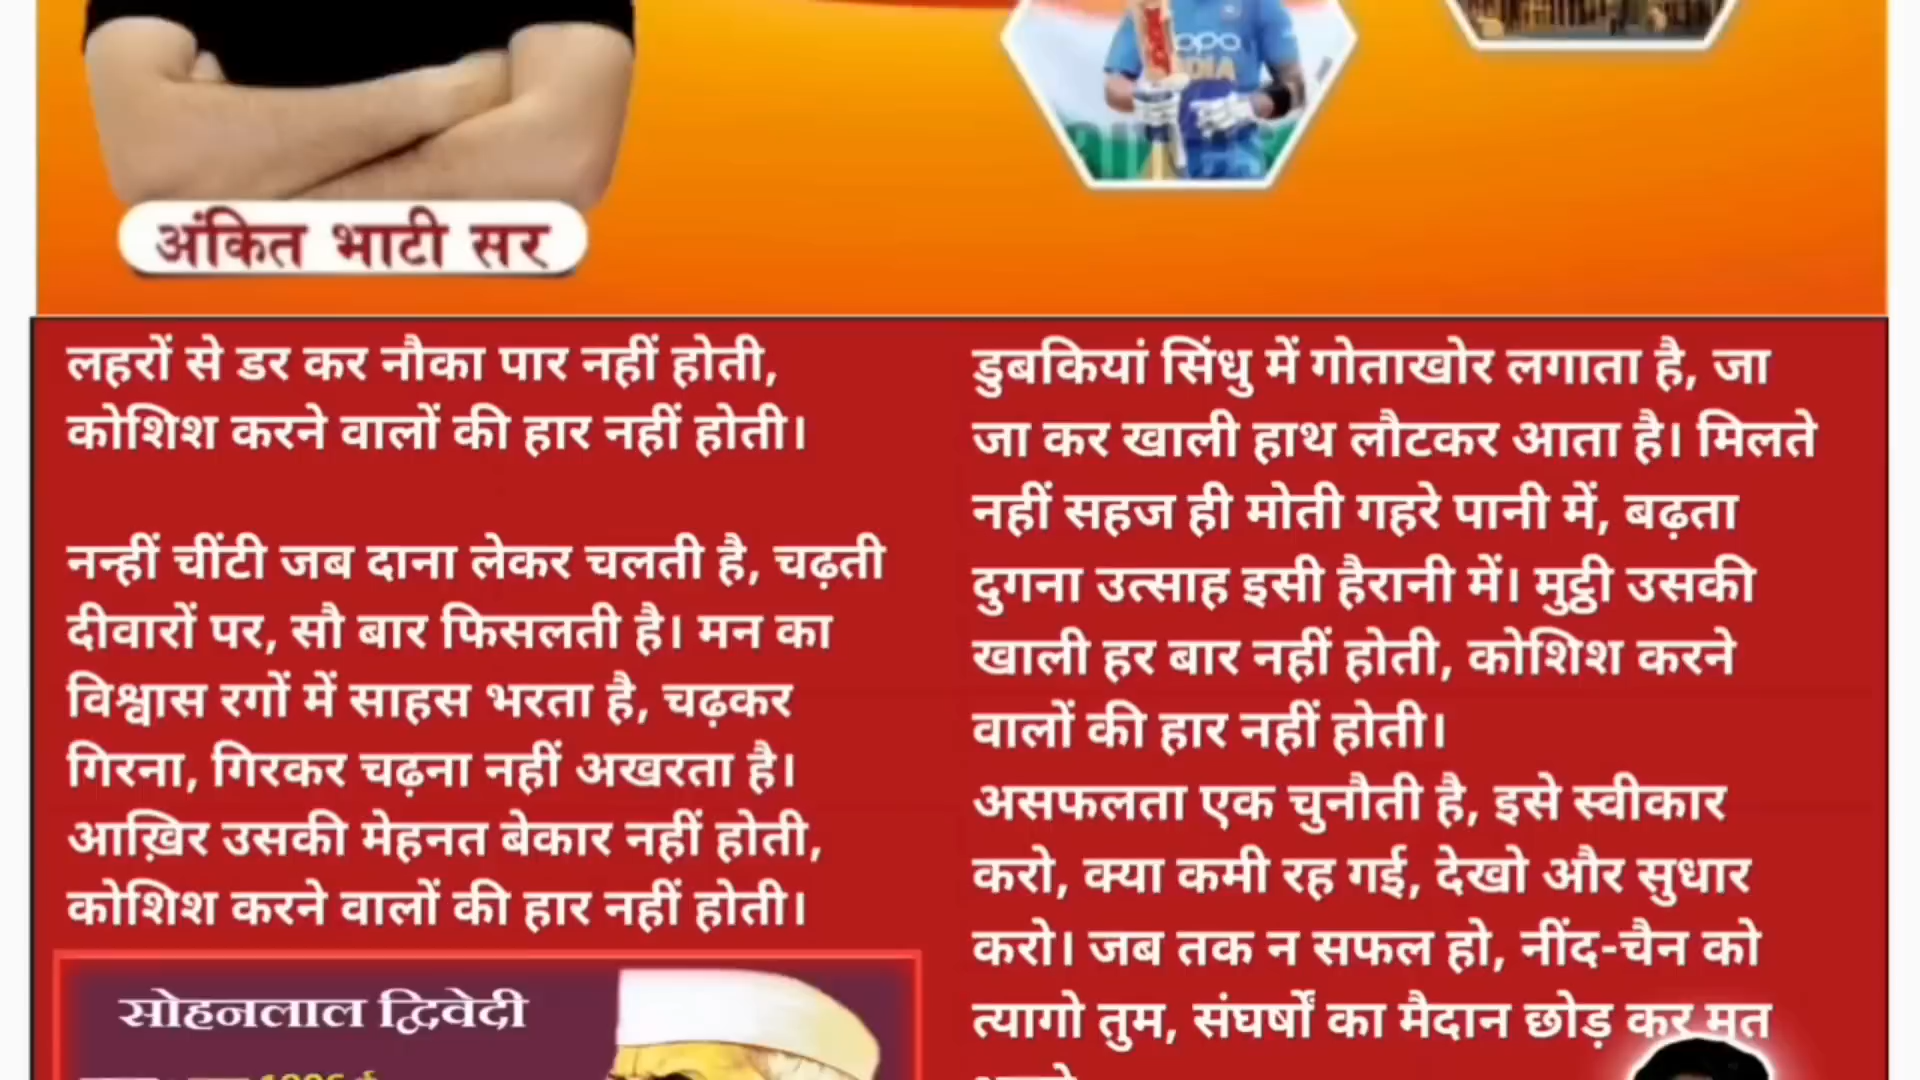 oppo
अंकित भाटी सर
लहरों से डर कर नौका पार नहीं होती,
कोशिश करने वालों की हार नहीं होती।
नन्हीं चींटी जब दाना लेकर चलती है, चढ़ती
दीवारों पर, सौ बार फिसलती है। मन का
विश्वास रगों में साहस भरता है, चढ़कर
गिरना, गिरकर चढ़ना नहीं अखरता है।
आख़िर उसकी मेहनत बेकार नहीं होती,
कोशिश करने वालों की हार नहीं होती।
सोहनलाल द्विवेदी
डुबकियां सिंधु में गोताखोर लगाता है, जा
जा कर खाली हाथ लौटकर आता है। मिलते
नहीं सहज ही मोती गहरे पानी में, बढ़ता
दुगना उत्साह इसी हैरानी में। मुट्ठी उसकी
खाली हर बार नहीं होती, कोशिश करने
वालों की हार नहीं होती।
असफलता एक चुनौती है, इसे स्वीकार
करो, क्या कमी रह गई, देखो और सुधार
करो। जब तक न सफल हो, नींद-चैन को
त्यागो तुम, संघर्षों का मैदान छोड़ कर मत